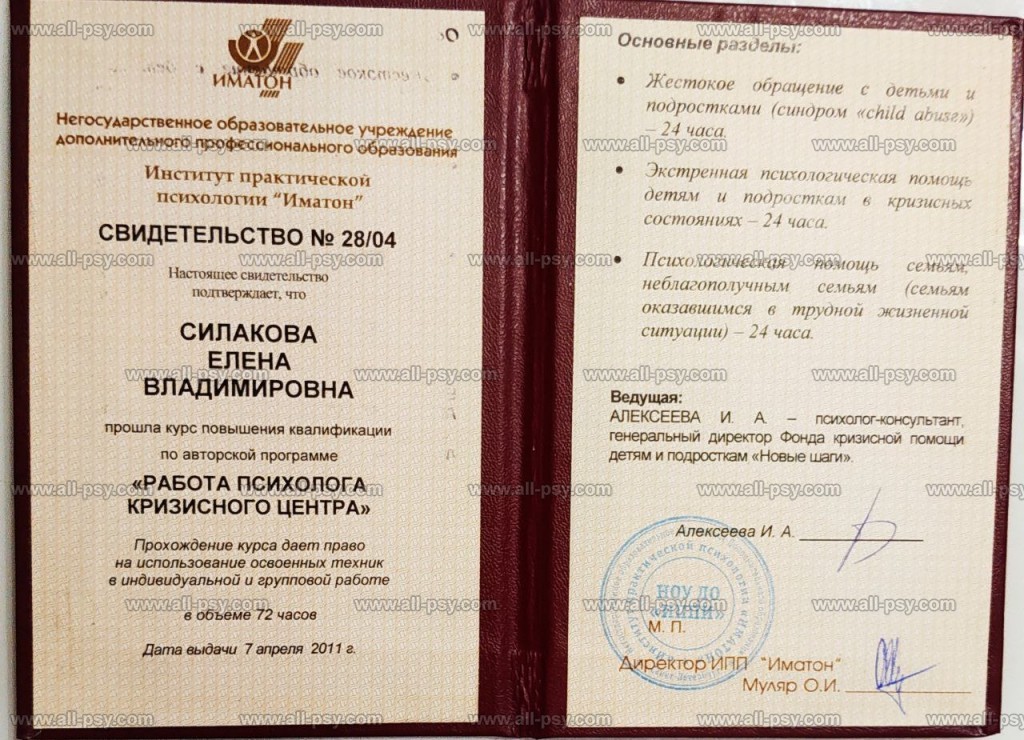 ИМАТОН
Негосударственное образовательное учреждение
дополнительного профессионального образования
Институт практической
психологии “Иматон”
СВИДЕТЕЛЬСТВО № 28/04
Настоящее свидетельство
подтверждает, что
СИЛАКОВА
ЕЛЕНА
ВЛАДИМИРОВНА
прошла курс повышения квалификации
по авторской программе
«РАБОТА ПСИХОЛОГА
КРИЗИСНОГО ЦЕНТРА»
Прохождение курса дает право
на использование освоенных техник
в индивидуальной и групповой работе
в объеме 72 часов
Дата выдачи 7 апреля 2011 г.
Основные разделы:
• Жестокое обращение с детьми и
подростками (синдром «child abuse»)
– 24 часа.
• Экстренная психологическая помощь
детям и подросткам в кризисных
состояниях – 24 часа.
• Психологическая помощь семьям,
неблагополучным семьям (семьям
оказавшимся в трудной жизненной
ситуации) – 24 часа.
Ведущая:
АЛЕКСЕЕВА И. А. – психолог-консультант,
генеральный директор Фонда кризисной помощи
детям и подросткам «Новые шаги».
Алексеева И. А.
НОУ ДО
«ИППИ»
М. П.
Директор ИПП “Иматон”
Муляр О.И.
www.all-psy.com